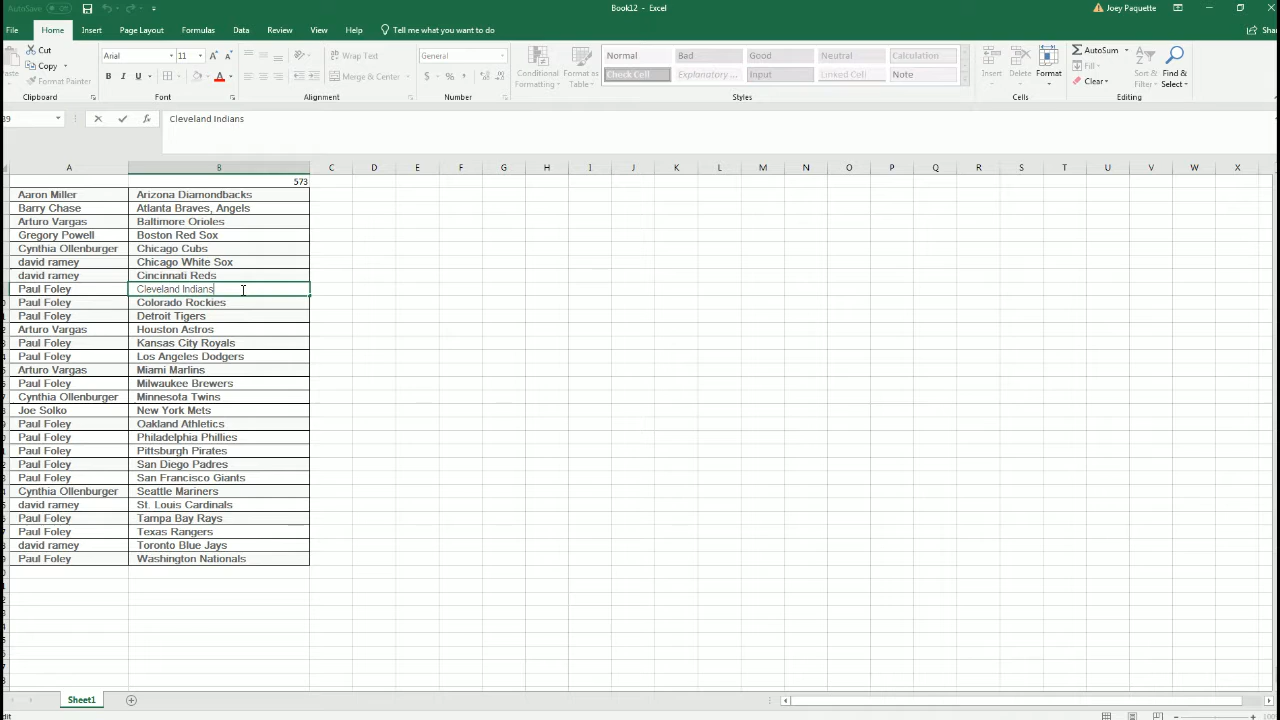 AutoSave Off Book12 - Excel Joey Paquette
File Home Insert Page Layout Formulas Data Review View Help Tell me what you want to do
Cut
Copy
Format Painter
Clipboard
Arial 11
B I U
Font
Wrap Text
Merge & Center
Alignment
General
$ % ,
Number
Conditional Formatting
Format as Table
Normal Bad Good Neutral Calculation
Check Cell Explanatory ... Input Linked Cell Note
Styles
Insert Delete Format
Cells
AutoSum
Fill
Clear
Sort & Filter
Find & Select
Editing
Cleveland Indians
A B C D E F G H I J K L M N O P Q R S T U V W X
573
Aaron Miller Arizona Diamondbacks
Barry Chase Atlanta Braves, Angels
Arturo Vargas Baltimore Orioles
Gregory Powell Boston Red Sox
Cynthia Ollenburger Chicago Cubs
david ramey Chicago White Sox
david ramey Cincinnati Reds
Paul Foley Cleveland Indians
Paul Foley Colorado Rockies
Paul Foley Detroit Tigers
Arturo Vargas Houston Astros
Paul Foley Kansas City Royals
Paul Foley Los Angeles Dodgers
Arturo Vargas Miami Marlins
Paul Foley Milwaukee Brewers
Cynthia Ollenburger Minnesota Twins
Joe Solko New York Mets
Paul Foley Oakland Athletics
Paul Foley Philadelphia Phillies
Paul Foley Pittsburgh Pirates
Paul Foley San Diego Padres
Paul Foley San Francisco Giants
Cynthia Ollenburger Seattle Mariners
david ramey St. Louis Cardinals
Paul Foley Tampa Bay Rays
Paul Foley Texas Rangers
david ramey Toronto Blue Jays
Paul Foley Washington Nationals
Sheet1